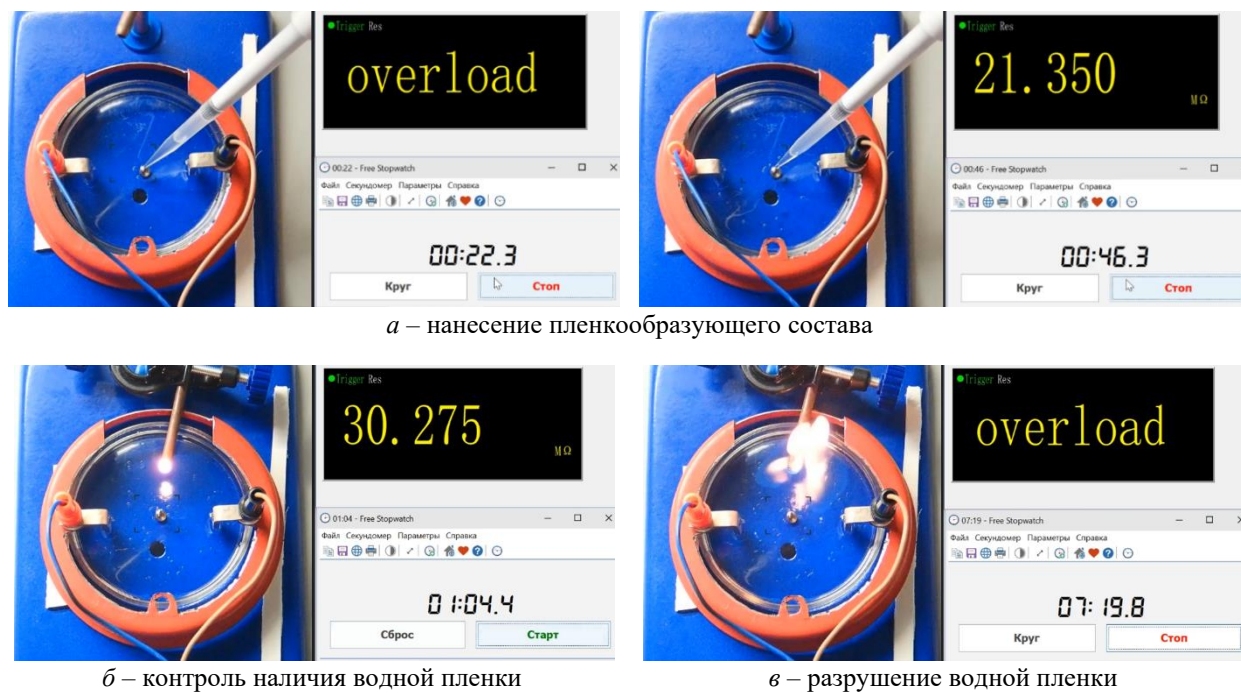 Trigger Res
overload
00:22 - Free Stopwatch
Файл Секундомер Параметры Справка
00:22.3
Круг Стоп
Trigger Res
21.350
MΩ
00:46 - Free Stopwatch
Файл Секундомер Параметры Справка
00:46.3
Круг Стоп
а – нанесение пленкообразующего состава
Trigger Res
30.275
MΩ
01:04 - Free Stopwatch
Файл Секундомер Параметры Справка
01:04.4
Сброс Старт
Trigger Res
overload
07:19 - Free Stopwatch
Файл Секундомер Параметры Справка
07:19.8
Круг Стоп
б – контроль наличия водной пленки
в – разрушение водной пленки